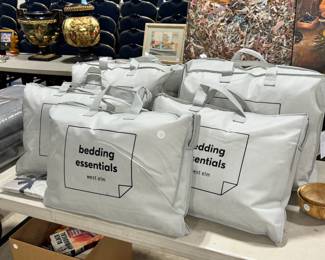 bedding
essentials
west elm
bedding
essentials
west elm